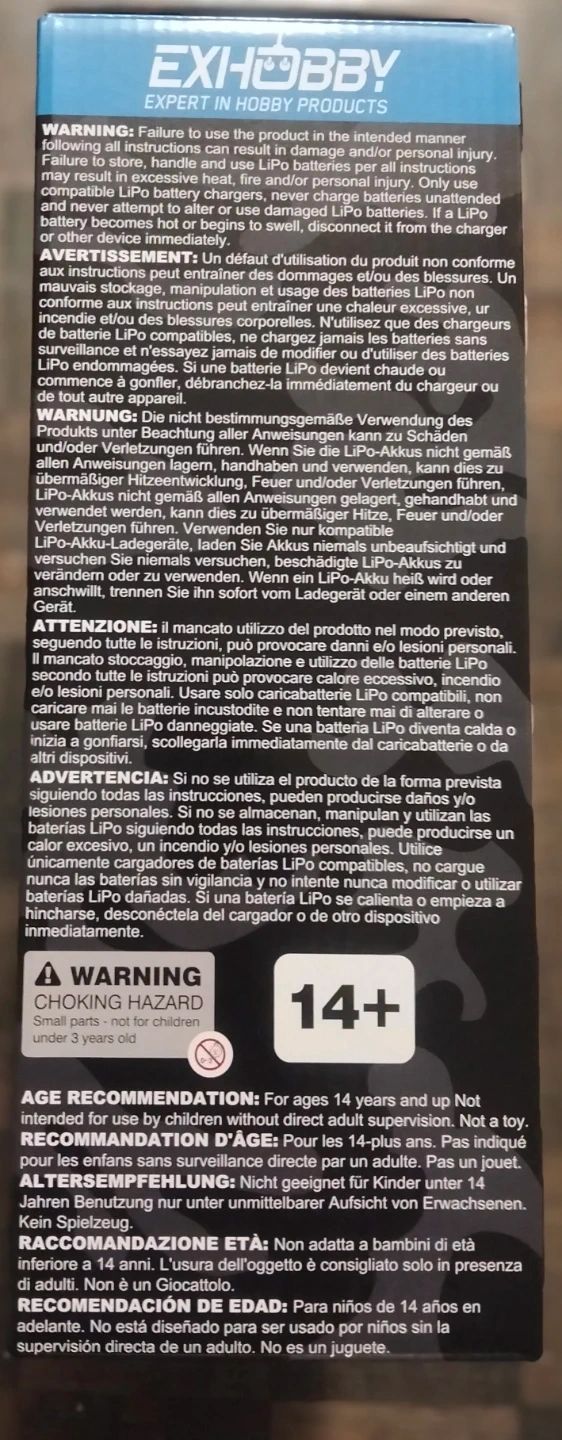 EXHOBBY
EXPERT IN HOBBY PRODUCTS
WARNING: Failure to use the product in the intended manner
following all instructions can result in damage and/or personal injury.
Failure to store, handle and use LiPo batteries per all instructions
may result in excessive heat, fire and/or personal injury. Only use
compatible LiPo battery chargers, never charge batteries unattended
and never attempt to alter or use damaged LiPo batteries. If a LiPo
battery becomes hot or begins to swell, disconnect it from the charger
or other device immediately.
AVERTISSEMENT: Un défaut d'utilisation du produit non conforme
aux instructions peut entraîner des dommages et/ou des blessures. Un
mauvais stockage, manipulation et usage des batteries LiPo non
conforme aux instructions peut entraîner une chaleur excessive, ur
incendie et/ou des blessures corporelles. N'utilisez que des chargeurs
de batterie LiPo compatibles, ne chargez jamais les batteries sans
surveillance et n'essayez jamais de modifier ou d'utiliser des batteries
LiPo endommagées. Si une batterie LiPo devient chaude ou
commence à gonfler, débranchez-la immédiatement du chargeur ou
de tout autre appareil.
WARNUNG: Die nicht bestimmungsgemäße Verwendung des
Produkts unter Beachtung aller Anweisungen kann zu Schäden
und/oder Verletzungen führen. Wenn Sie die LiPo-Akkus nicht gemäß
allen Anweisungen lagern, handhaben und verwenden, kann dies zu
übermäßiger Hitzeentwicklung, Feuer und/oder Verletzungen führen,
LiPo-Akkus nicht gemäß allen Anweisungen gelagert, gehandhabt und
verwendet werden, kann dies zu übermäßiger Hitze, Feuer und/oder
Verletzungen führen. Verwenden Sie nur kompatible
LiPo-Akku-Ladegeräte, laden Sie Akkus niemals unbeaufsichtigt und
versuchen Sie niemals versuchen, beschädigte LiPo-Akkus zu
verändern oder zu verwenden. Wenn ein LiPo-Akku heiß wird oder
anschwillt, trennen Sie ihn sofort vom Ladegerät oder einem anderen
Gerät.
ATTENZIONE: il mancato utilizzo del prodotto nel modo previsto,
seguendo tutte le istruzioni, può provocare danni e/o lesioni personali.
Il mancato stoccaggio, manipolazione e utilizzo delle batterie LiPo
secondo tutte le istruzioni può provocare calore eccessivo, incendio
e/o lesioni personali. Usare solo caricabatterie LiPo compatibili, non
caricare mai le batterie incustodite e non tentare mai di alterare o
usare batterie LiPo danneggiate. Se una batteria LiPo diventa calda o
inizia a gonfiarsi, scollegarla immediatamente dal caricabatterie o da
altri dispositivi.
ADVERTENCIA: Si no se utiliza el producto de la forma prevista
siguiendo todas las instrucciones, pueden producirse daños y/o
lesiones personales. Si no se almacenan, manipulan y utilizan las
baterías LiPo siguiendo todas las instrucciones, puede producirse un
calor excesivo, un incendio y/o lesiones personales. Utilice
únicamente cargadores de baterías LiPo compatibles, no cargue
nunca las baterías sin vigilancia y no intente nunca modificar o utilizar
baterías LiPo dañadas. Si una batería LiPo se calienta o empieza a
hincharse, desconéctela del cargador o de otro dispositivo
inmediatamente.
WARNING
CHOKING HAZARD
Small parts - not for children
under 3 years old
0-3
14+
AGE RECOMMENDATION: For ages 14 years and up Not
intended for use by children without direct adult supervision. Not a toy.
RECOMMANDATION D'ÂGE: Pour les 14-plus ans. Pas indiqué
pour les enfans sans surveillance directe par un adulte. Pas un jouet.
ALTERSEMPFEHLUNG: Nicht geeignet für Kinder unter 14
Jahren Benutzung nur unter unmittelbarer Aufsicht von Erwachsenen.
Kein Spielzeug.
RACCOMANDAZIONE ETÀ: Non adatta a bambini di età
inferiore a 14 anni. L'usura dell'oggetto è consigliato solo in presenza
di adulti. Non è un Giocattolo.
RECOMENDACIÓN DE EDAD: Para niños de 14 años en
adelante. No está diseñado para ser usado por niños sin la
supervisión directa de un adulto. No es un juguete.